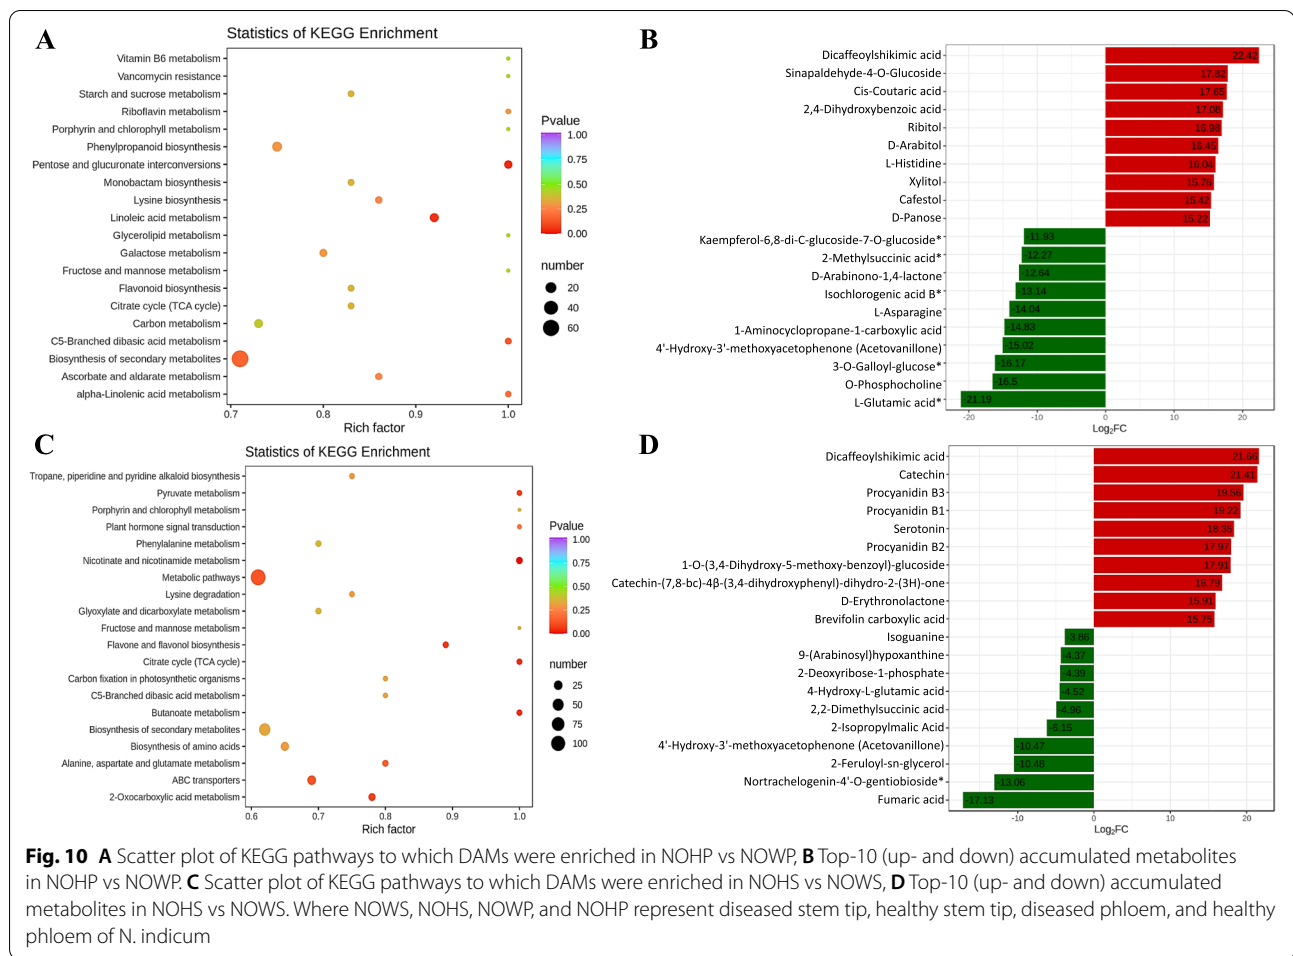 A
Statistics of KEGG Enrichment
Vitamin B6 metabolism
Vancomycin resistance
Starch and sucrose metabolism
Riboflavin metabolism
Porphyrin and chlorophyll metabolism
Phenylpropanoid biosynthesis
Pentose and glucuronate interconversions
Monobactam biosynthesis
Lysine biosynthesis
Linoleic acid metabolism
Glycerolipid metabolism
Galactose metabolism
Fructose and mannose metabolism
Flavonoid biosynthesis
Citrate cycle (TCA cycle)
Carbon metabolism
C5-Branched dibasic acid metabolism
Biosynthesis of secondary metabolites
Ascorbate and aldarate metabolism
alpha-Linolenic acid metabolism
0.7 0.8 0.9 1.0
Rich factor
Pvalue
1.00
0.75
0.50
0.25
0.00
number
20
40
60
B
Dicaffeoylshikimic acid 22.42
Sinapaldehyde-4-O-Glucoside 17.82
Cis-Coutaric acid 17.65
2,4-Dihydroxybenzoic acid 17.08
Ribitol 16.98
D-Arabitol 16.45
L-Histidine 16.04
Xylitol 15.76
Cafestol 15.42
D-Panose 15.22
Kaempferol-6,8-di-C-glucoside-7-O-glucoside* -11.93
2-Methylsuccinic acid* -12.27
D-Arabinono-1,4-lactone -12.64
Isochlorogenic acid B* -13.14
L-Asparagine -14.04
1-Aminocyclopropane-1-carboxylic acid -14.83
4'-Hydroxy-3'-methoxyacetophenone (Acetovanillone) -15.02
3-O-Galloyl-glucose* -16.17
O-Phosphocholine -16.5
L-Glutamic acid* -21.19
-20 -10 0 10 20
Log2FC
C
Statistics of KEGG Enrichment
Tropane, piperidine and pyridine alkaloid biosynthesis
Pyruvate metabolism
Porphyrin and chlorophyll metabolism
Plant hormone signal transduction
Phenylalanine metabolism
Nicotinate and nicotinamide metabolism
Metabolic pathways
Lysine degradation
Glyoxylate and dicarboxylate metabolism
Fructose and mannose metabolism
Flavone and flavonol biosynthesis
Citrate cycle (TCA cycle)
Carbon fixation in photosynthetic organisms
C5-Branched dibasic acid metabolism
Butanoate metabolism
Biosynthesis of secondary metabolites
Biosynthesis of amino acids
Alanine, aspartate and glutamate metabolism
ABC transporters
2-Oxocarboxylic acid metabolism
0.6 0.7 0.8 0.9 1.0
Rich factor
Pvalue
1.00
0.75
0.50
0.25
0.00
number
25
50
75
100
D
Dicaffeoylshikimic acid 21.66
Catechin 21.41
Procyanidin B3 19.56
Procyanidin B1 19.22
Serotonin 18.35
Procyanidin B2 17.97
1-O-(3,4-Dihydroxy-5-methoxy-benzoyl)-glucoside 17.91
Catechin-(7,8-bc)-4β-(3,4-dihydroxyphenyl)-dihydro-2-(3H)-one 16.79
D-Erythronolactone 15.91
Brevifolin carboxylic acid 15.75
Isoguanine -3.86
9-(Arabinosyl)hypoxanthine -4.37
2-Deoxyribose-1-phosphate -4.39
4-Hydroxy-L-glutamic acid -4.52
2,2-Dimethylsuccinic acid -4.96
2-Isopropylmalic Acid -6.15
4'-Hydroxy-3'-methoxyacetophenone (Acetovanillone) -10.47
2-Feruloyl-sn-glycerol -10.48
Nortrachelogenin-4'-O-gentiobioside* -13.06
Fumaric acid -17.13
-10 0 10 20
Log2FC
Fig. 10 A Scatter plot of KEGG pathways to which DAMs were enriched in NOHP vs NOWP, B Top-10 (up- and down) accumulated metabolites
in NOHP vs NOWP. C Scatter plot of KEGG pathways to which DAMs were enriched in NOHS vs NOWS, D Top-10 (up- and down) accumulated
metabolites in NOHS vs NOWS. Where NOWS, NOHS, NOWP, and NOHP represent diseased stem tip, healthy stem tip, diseased phloem, and healthy
phloem of N. indicum